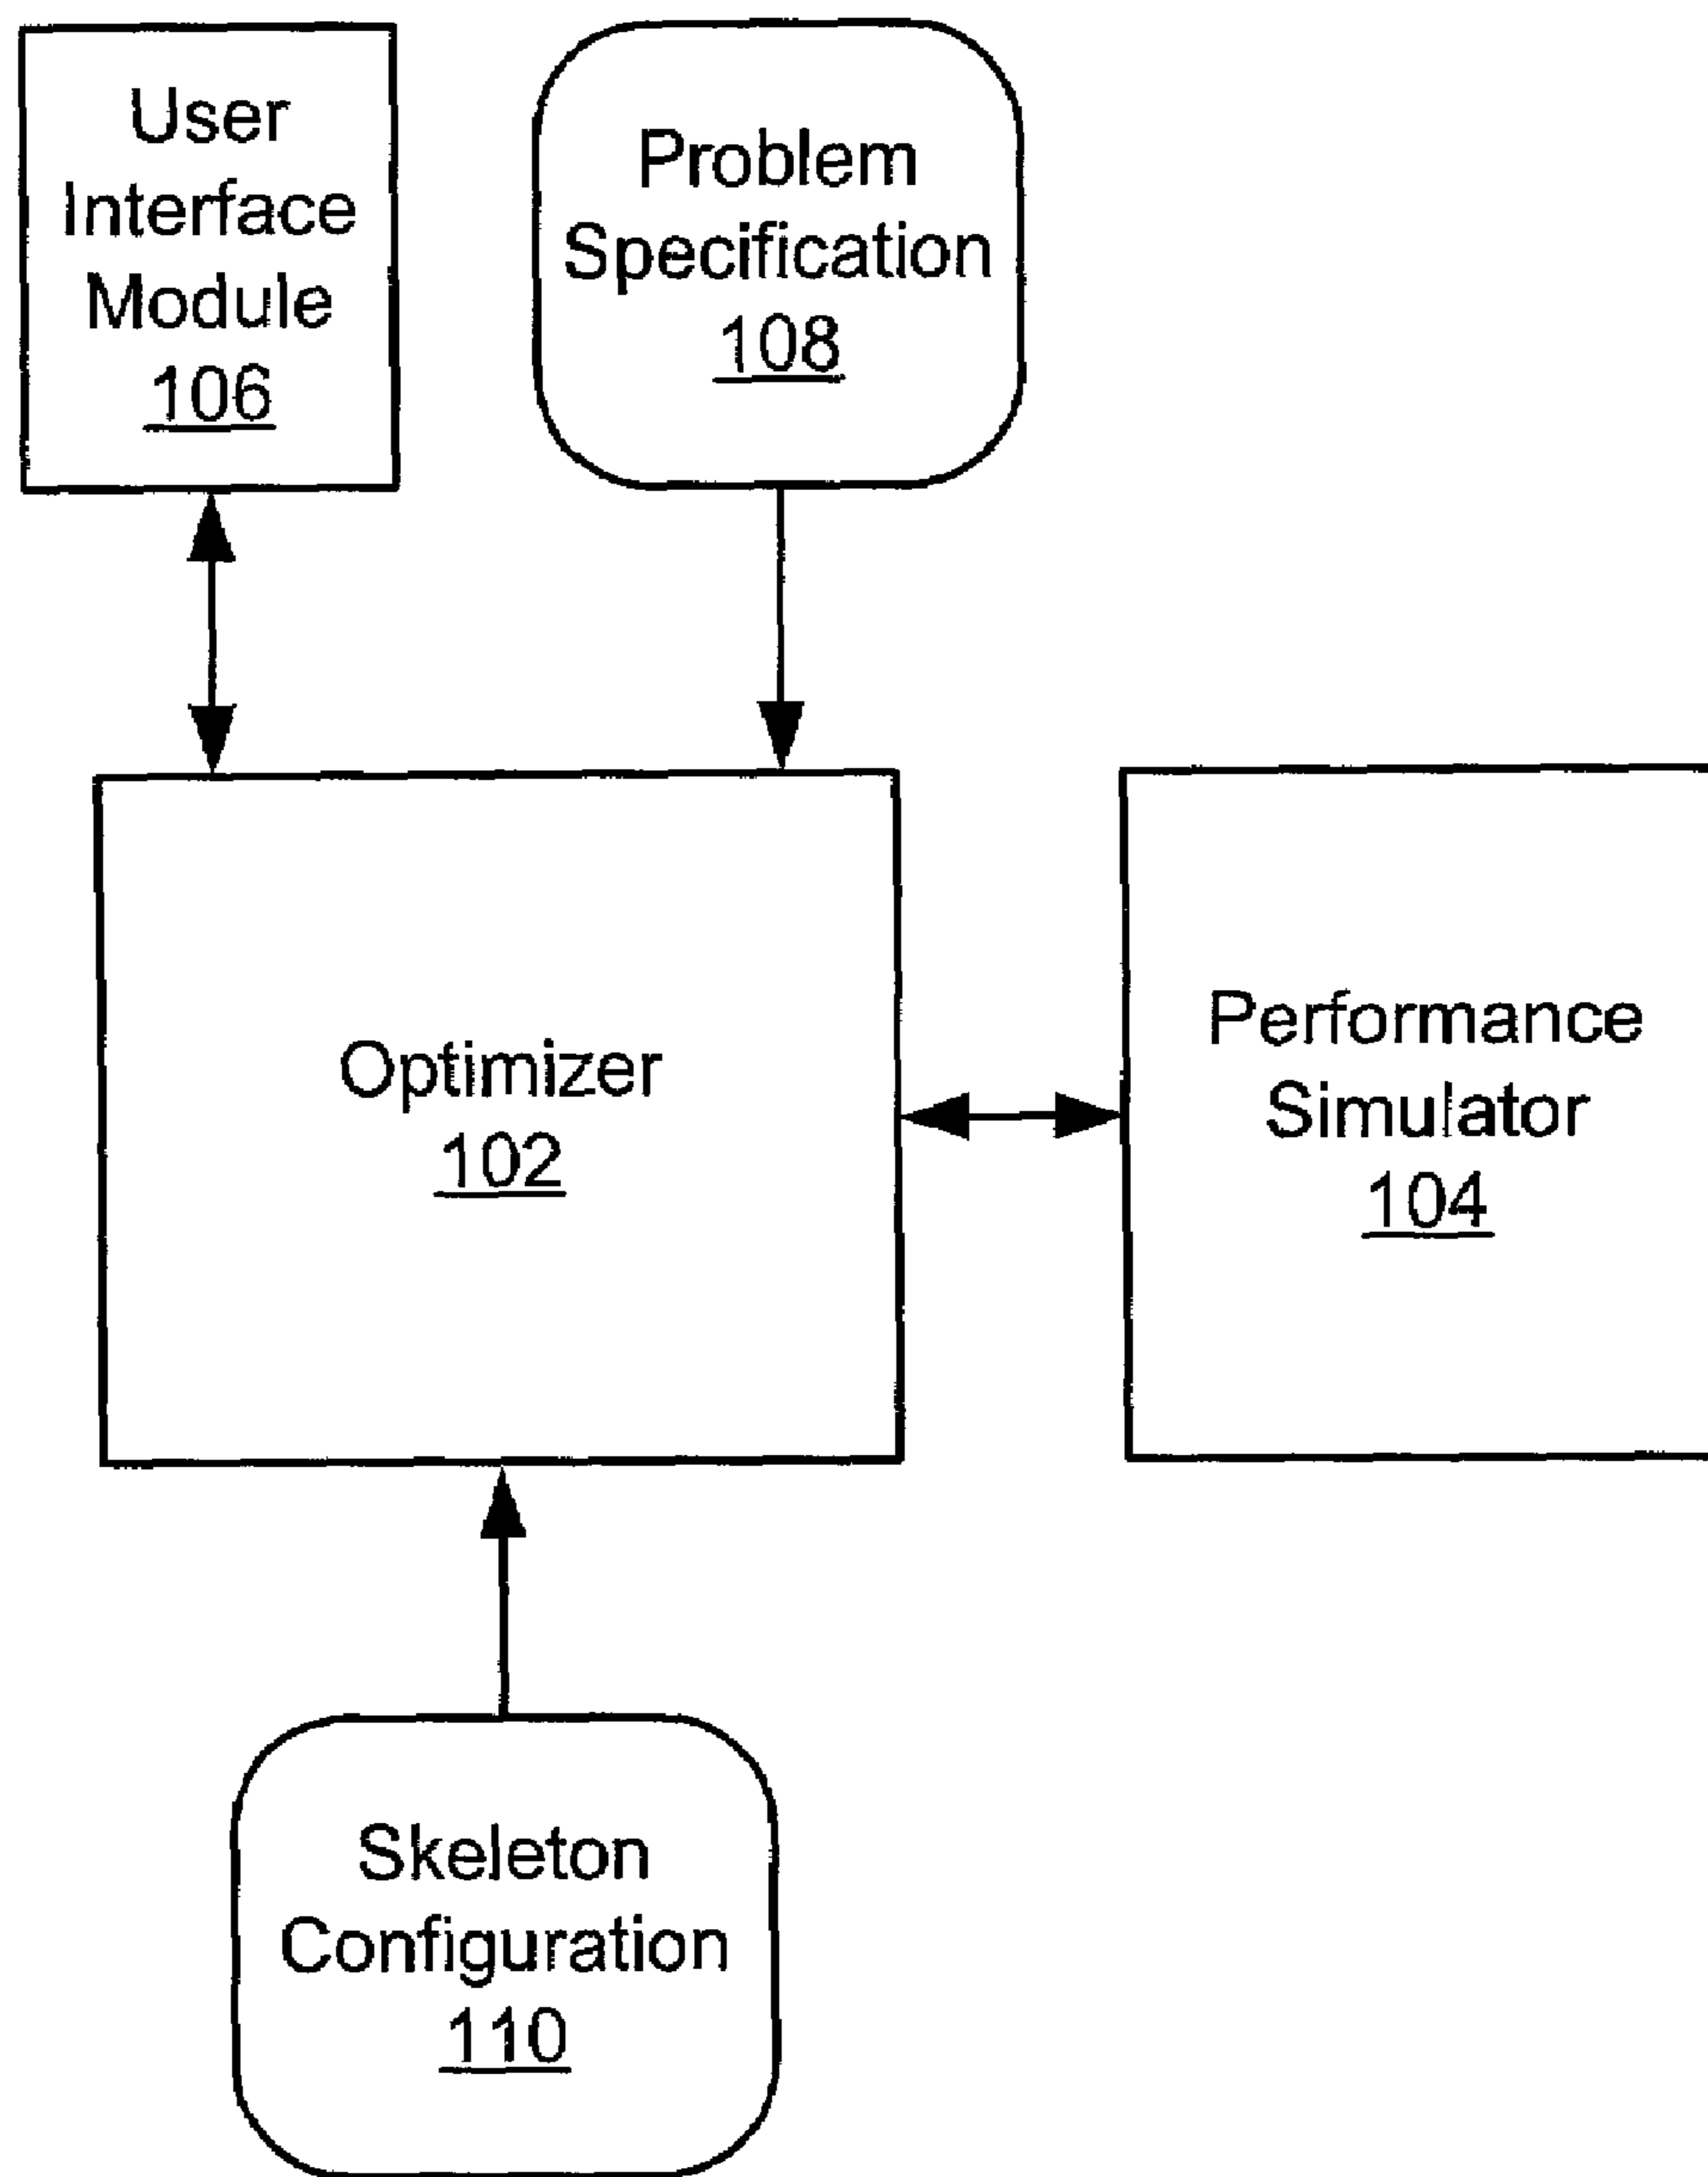 User
Interface
Module
106
Problem
Specification
108
Optimizer
102
Performance
Simulator
104
Skeleton
Configuration
110